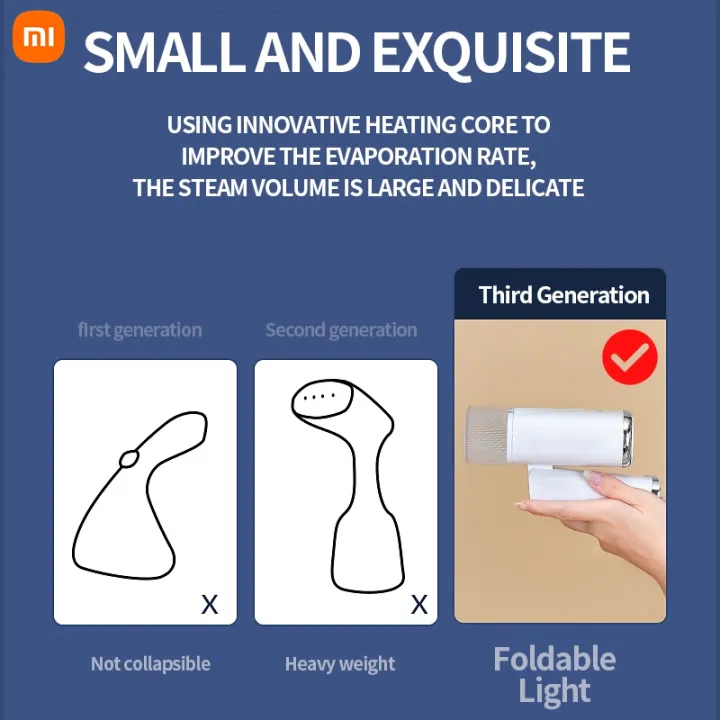 mi
SMALL AND EXQUISITE
USING INNOVATIVE HEATING CORE TO
IMPROVE THE EVAPORATION RATE,
THE STEAM VOLUME IS LARGE AND DELICATE
first generation
Second generation
Third Generation
X
X
Not collapsible
Heavy weight
Foldable
Light